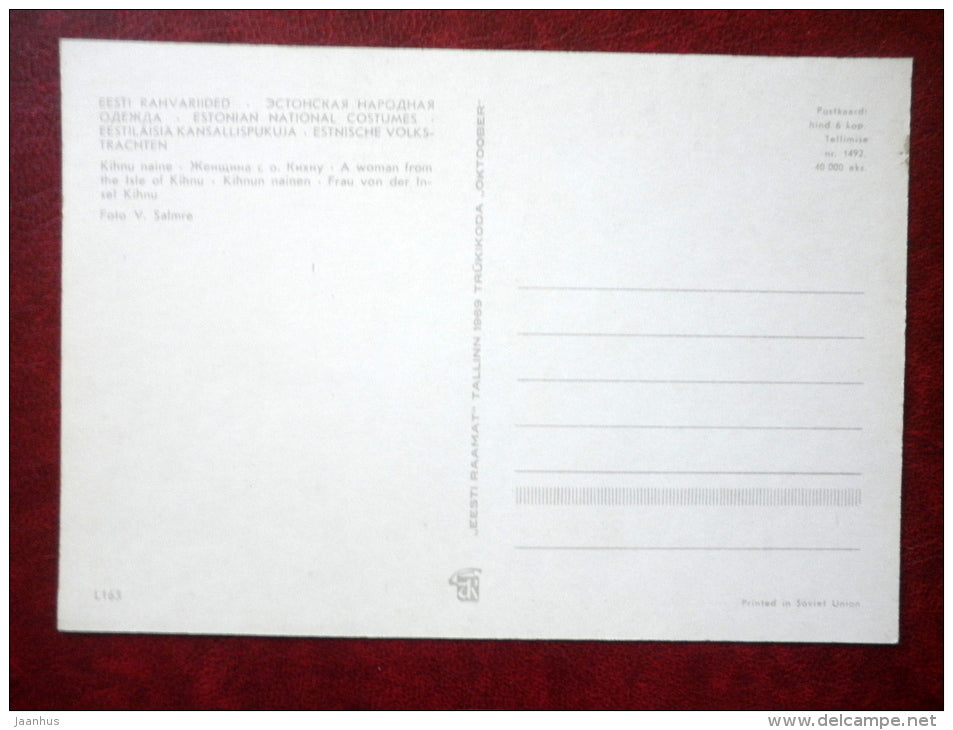 EESTI RAHVARIIDED · ЭСТОНСКАЯ НАРОДНАЯ
ОДЕЖДА · ESTONIAN NATIONAL COSTUMES ·
EESTILÄISIÄ KANSALLISPUKUJA · ESTNISCHE VOLKS-
TRACHTEN
Kihnu naine · Женщина с о. Кихну · A woman from
the Isle of Kihnu · Kihnun nainen · Frau von der In-
sel Kihnu
Foto V. Salmre
L163
„EESTI RAAMAT" TALLINN 1969 TRÜKIKODA „OKTOOBER"
Postkaardi
hind 6 kop.
Tellimise
nr. 1492.
40 000 eks.
Printed in Soviet Union
jaanhus
www.delcampe.net